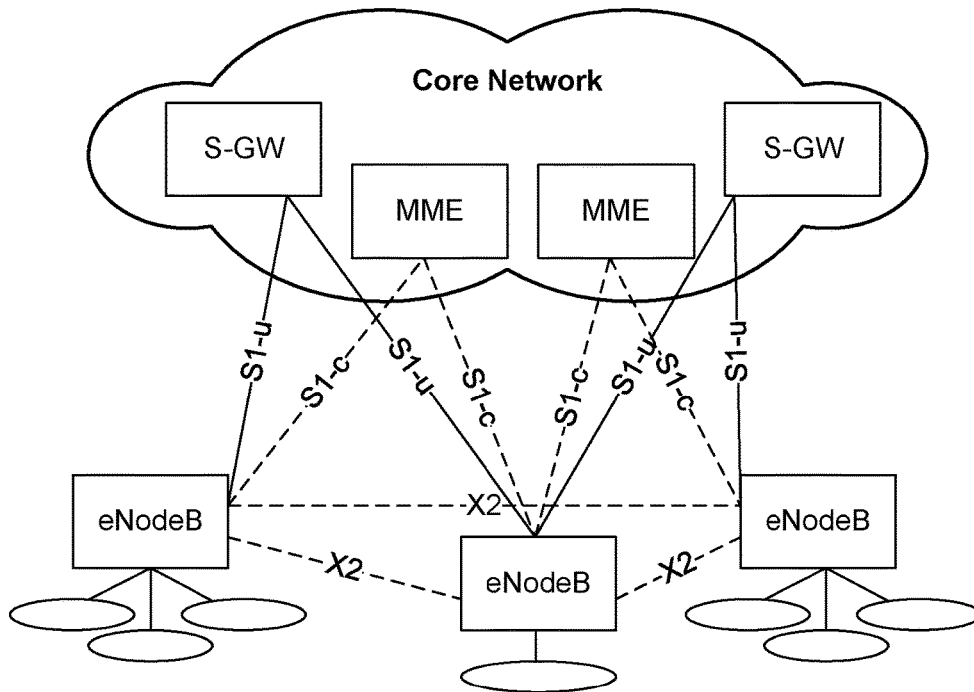 Core Network
S-GW
S-GW
MME
MME
S1-u
S1-c
S1-u
S1-c
S1-c
S1-u
S1-c
S1-u
eNodeB
X2
eNodeB
X2
eNodeB
X2